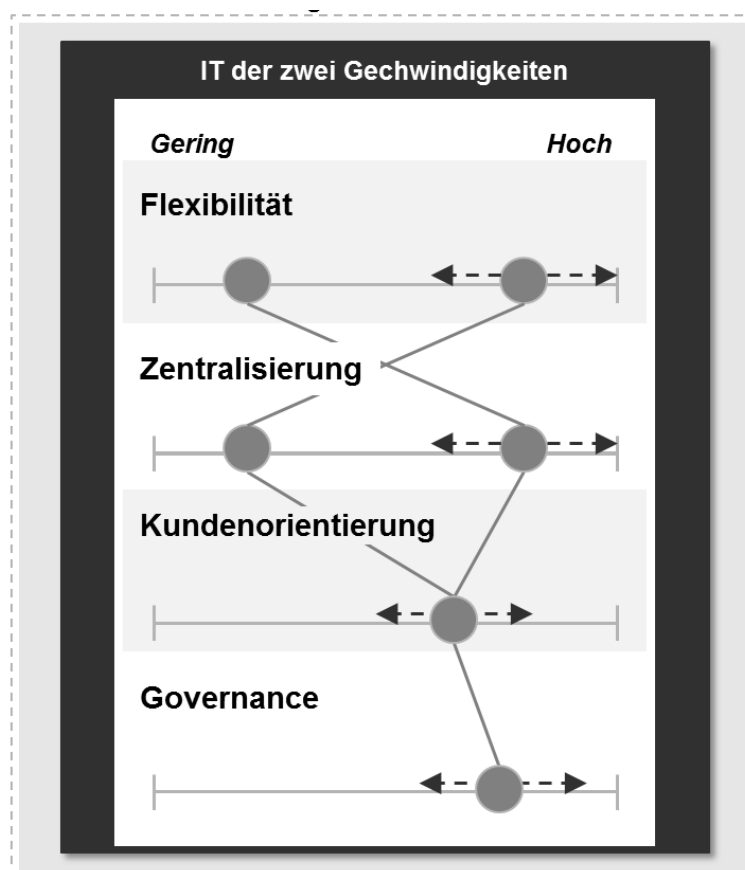 IT der zwei Gechwindigkeiten
Gering Hoch
Flexibilität
Zentralisierung
Kundenorientierung
Governance